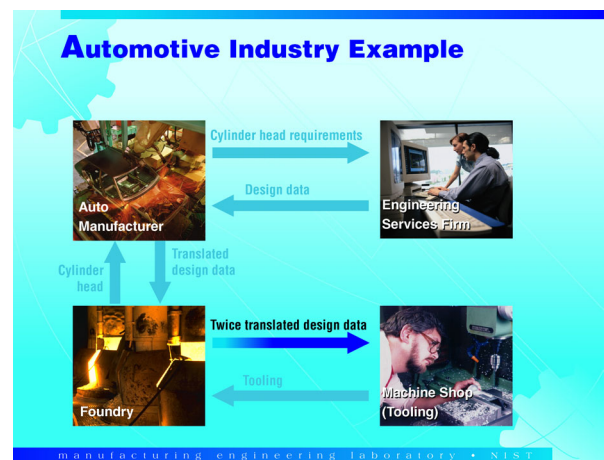 Automotive Industry Example
Cylinder head requirements
Design data
Auto
Manufacturer
Engineering
Services Firm
Cylinder
head
Translated
design data
Twice translated design data
Tooling
Foundry
Machine Shop
(Tooling)
manufacturing engineering laboratory • NIST